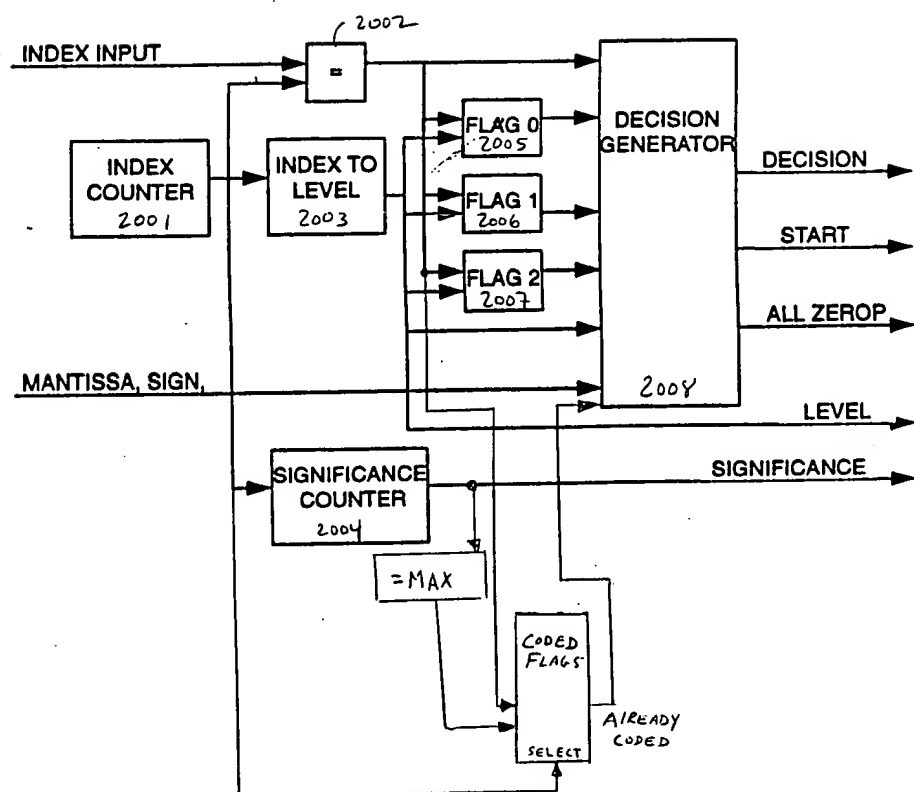 2002
INDEX INPUT
=
FLAG 0
2005
DECISION
GENERATOR
INDEX
COUNTER
2001
INDEX TO
LEVEL
2003
DECISION
FLAG 1
2006
START
FLAG 2
2007
ALL ZEROP
MANTISSA, SIGN,
2008
LEVEL
SIGNIFICANCE
COUNTER
2004
SIGNIFICANCE
=MAX
CODED
FLAGS
SELECT
AlREADY
CODED